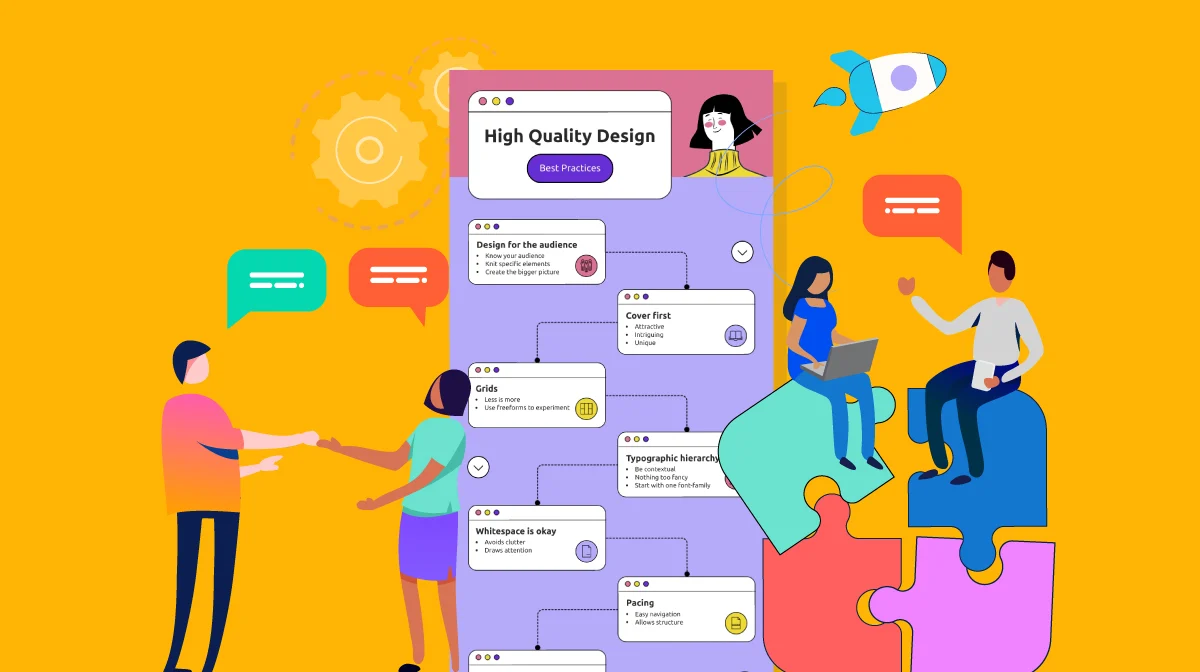 High Quality Design
Best Practices
Design for the audience
• Know your audience
• Knit specific elements
• Create the bigger picture
Cover first
• Attractive
• Intriguing
• Unique
Grids
• Less is more
• Use freeforms to experiment
Typographic hierarchy
• Be contextual
• Nothing too fancy
• Start with one font-family
Whitespace is okay
• Avoids clutter
• Draws attention
Pacing
• Easy navigation
• Allows structure